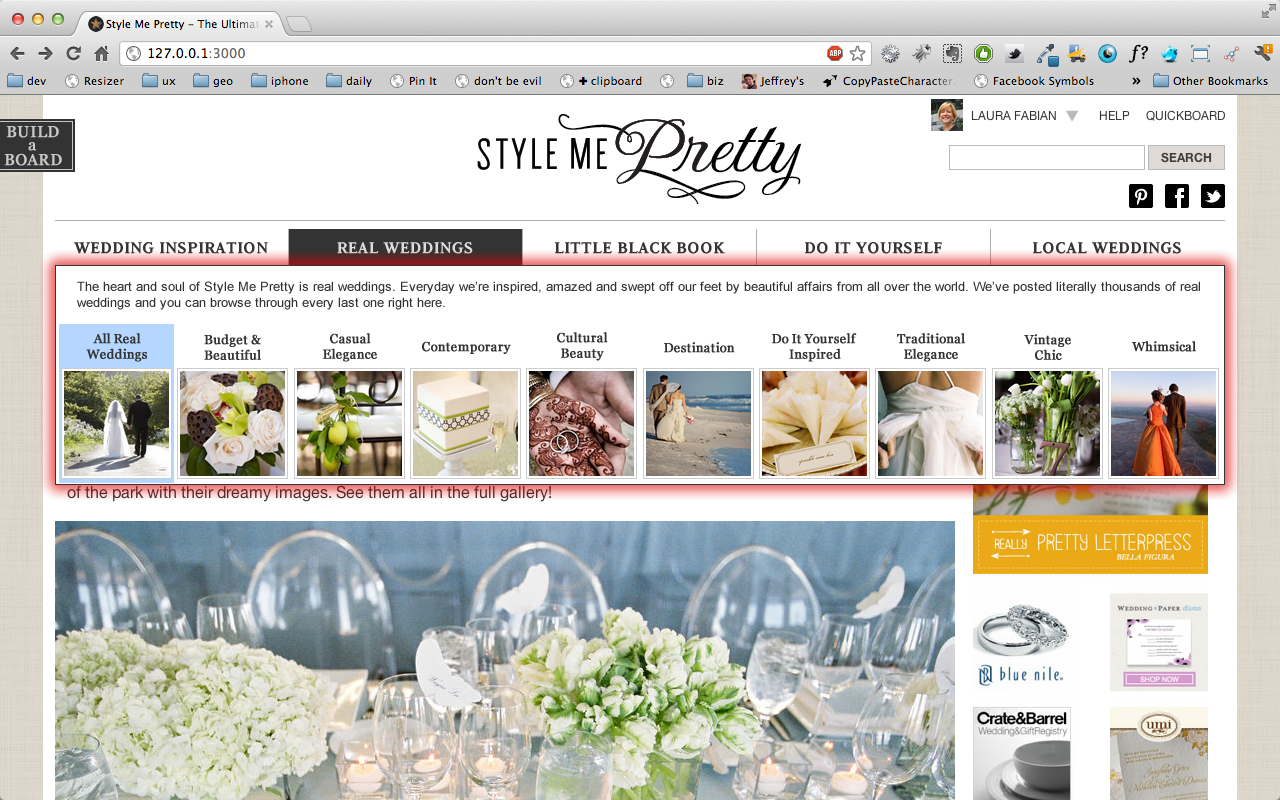 Style Me Pretty – The Ultimat
127.0.0.1:3000
ABP
f?
dev
Resizer
ux
geo
iphone
daily
Pin It
don't be evil
+ clipboard
biz
Jeffrey's
CopyPasteCharacter.
Facebook Symbols
»
Other Bookmarks
BUILD
a
BOARD
STYLE ME Pretty
LAURA FABIAN
HELP
QUICKBOARD
SEARCH
WEDDING INSPIRATION
REAL WEDDINGS
LITTLE BLACK BOOK
DO IT YOURSELF
LOCAL WEDDINGS
The heart and soul of Style Me Pretty is real weddings. Everyday we're inspired, amazed and swept off our feet by beautiful affairs from all over the world. We've posted literally thousands of real
weddings and you can browse through every last one right here.
All Real
Weddings
Budget &
Beautiful
Casual
Elegance
Contemporary
Cultural
Beauty
Destination
Do It Yourself
Inspired
Traditional
Elegance
Vintage
Chic
Whimsical
of the park with their dreamy images. See them all in the full gallery!
REALLY PRETTY LETTERPRESS
BELLA FIGURA
blue nile.
WEDDING PAPER divas
SHOP NOW
Crate&Barrel
Wedding&GiftRegistry
umi